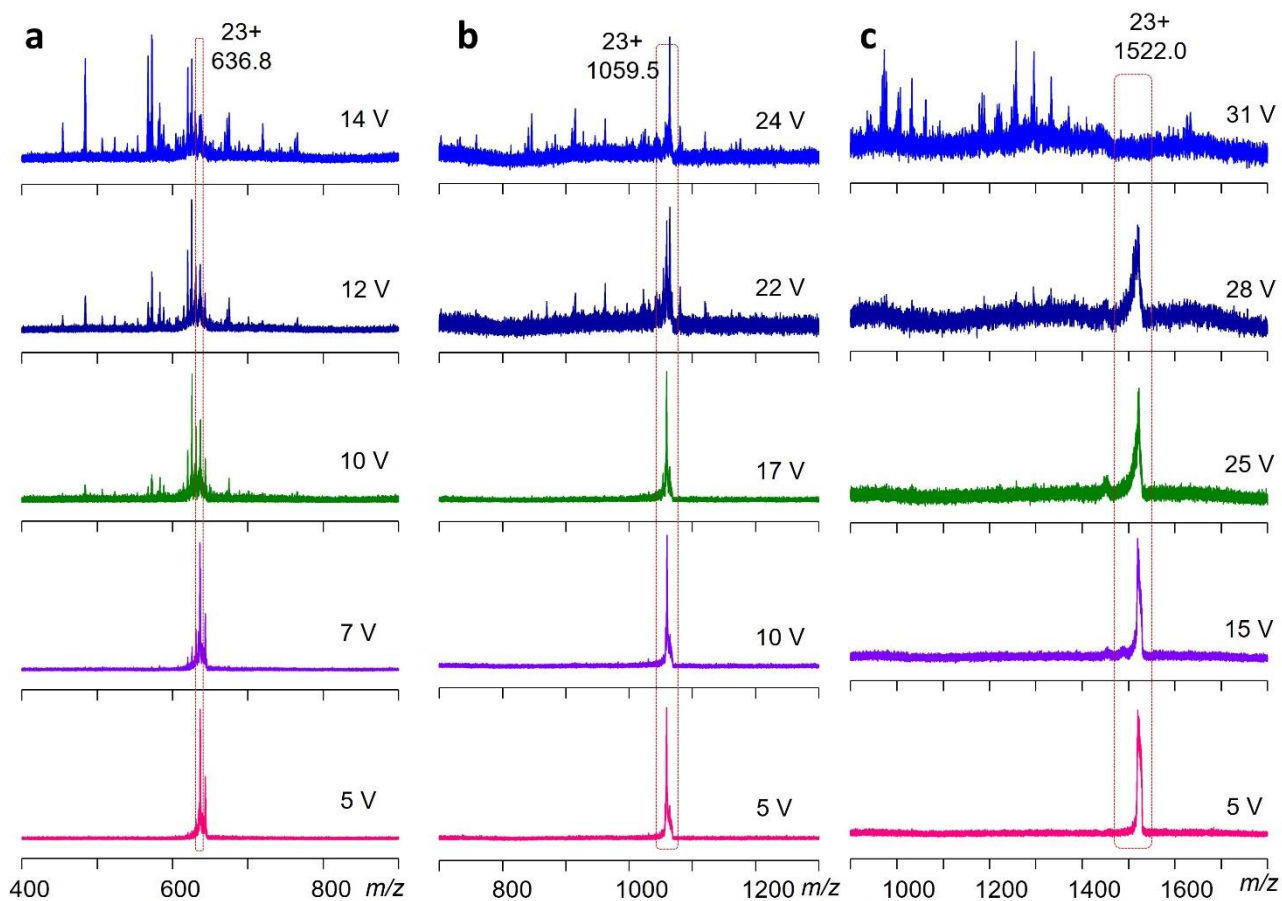 a
23+
636.8
14 V
12 V
10 V
7 V
5 V
400 600 800 m/z
b
23+
1059.5
24 V
22 V
17 V
10 V
5 V
800 1000 1200 m/z
c
23+
1522.0
31 V
28 V
25 V
15 V
5 V
1000 1200 1400 1600 m/z